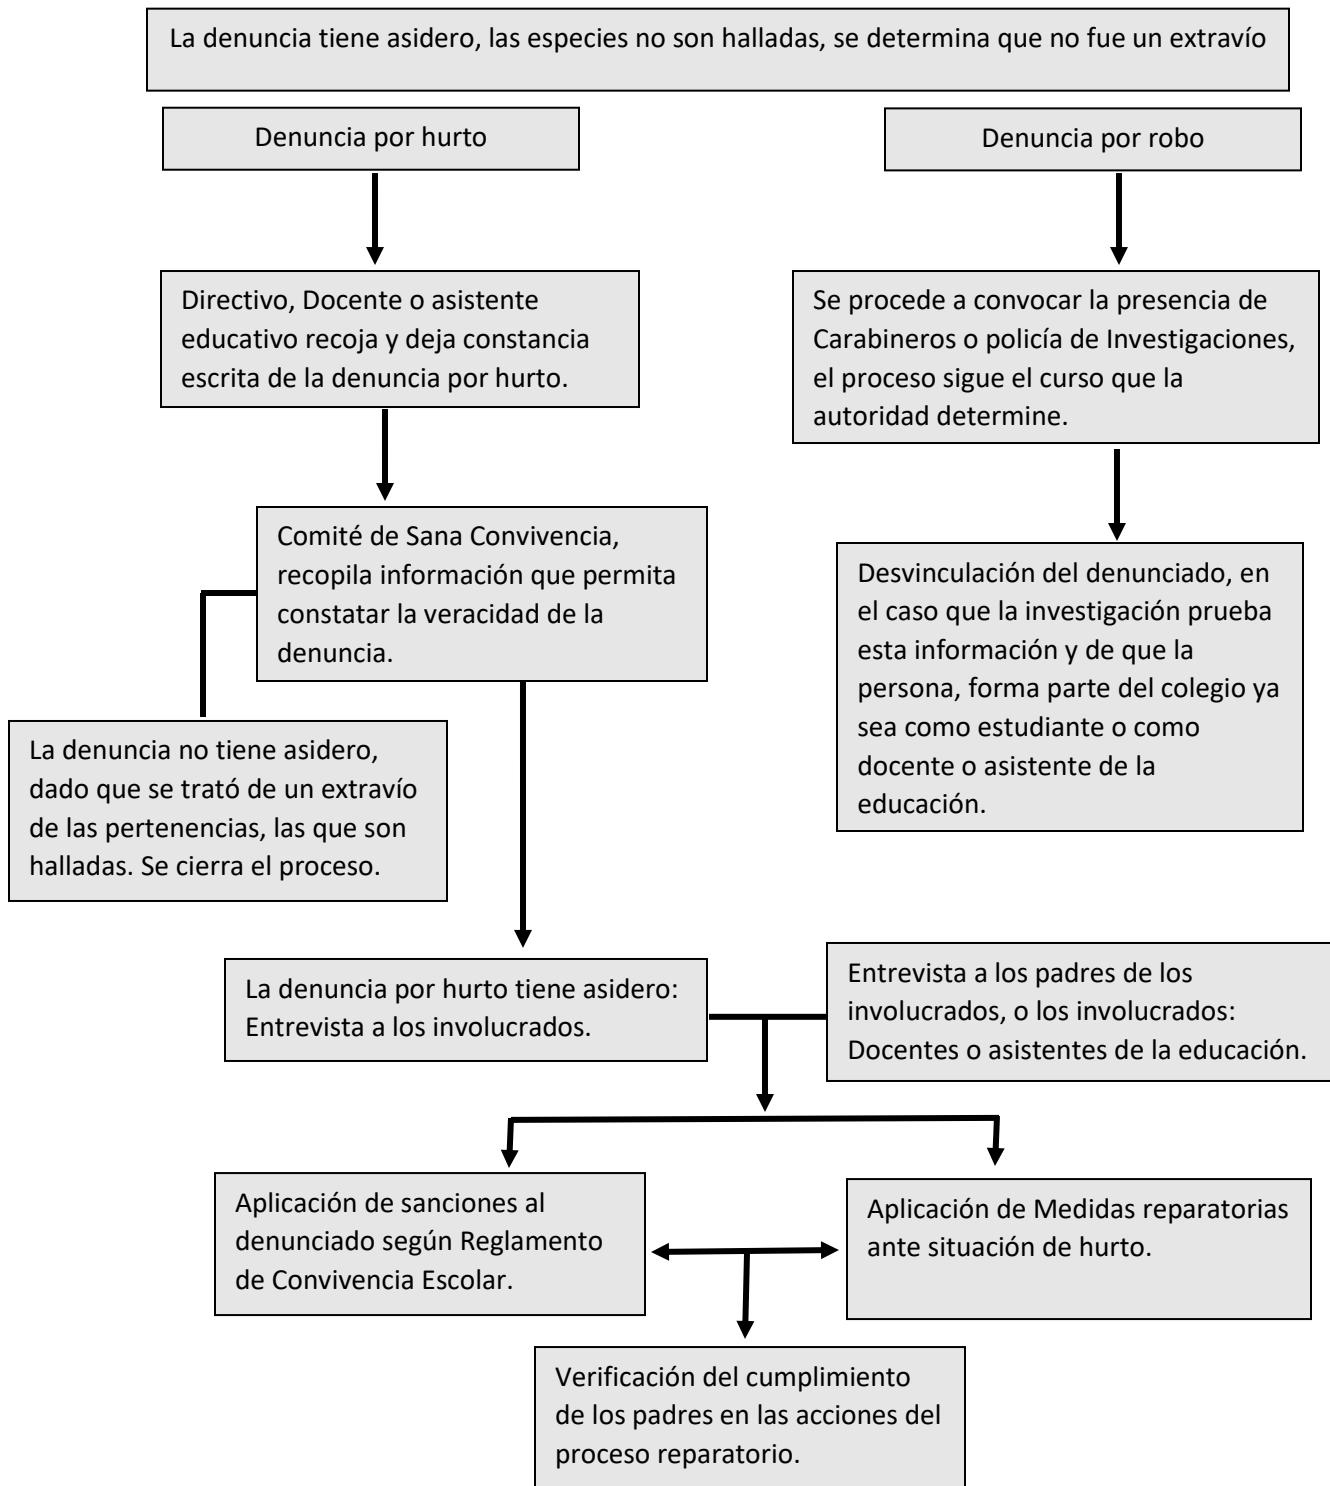 La denuncia tiene asidero, las especies no son halladas, se determina que no fue un extravío
Denuncia por hurto
Denuncia por robo
Directivo, Docente o asistente
educativo recoja y deja constancia
escrita de la denuncia por hurto.
Se procede a convocar la presencia de
Carabineros o policía de Investigaciones,
el proceso sigue el curso que la
autoridad determine.
Comité de Sana Convivencia,
recopila información que permita
constatar la veracidad de la
denuncia.
Desvinculación del denunciado, en
el caso que la investigación prueba
esta información y de que la
persona, forma parte del colegio ya
sea como estudiante o como
docente o asistente de la
educación.
La denuncia no tiene asidero,
dado que se trató de un extravío
de las pertenencias, las que son
halladas. Se cierra el proceso.
La denuncia por hurto tiene asidero:
Entrevista a los involucrados.
Entrevista a los padres de los
involucrados, o los involucrados:
Docentes o asistentes de la educación.
Aplicación de sanciones al
denunciado según Reglamento
de Convivencia Escolar.
Aplicación de Medidas reparatorias
ante situación de hurto.
Verificación del cumplimiento
de los padres en las acciones del
proceso reparatorio.